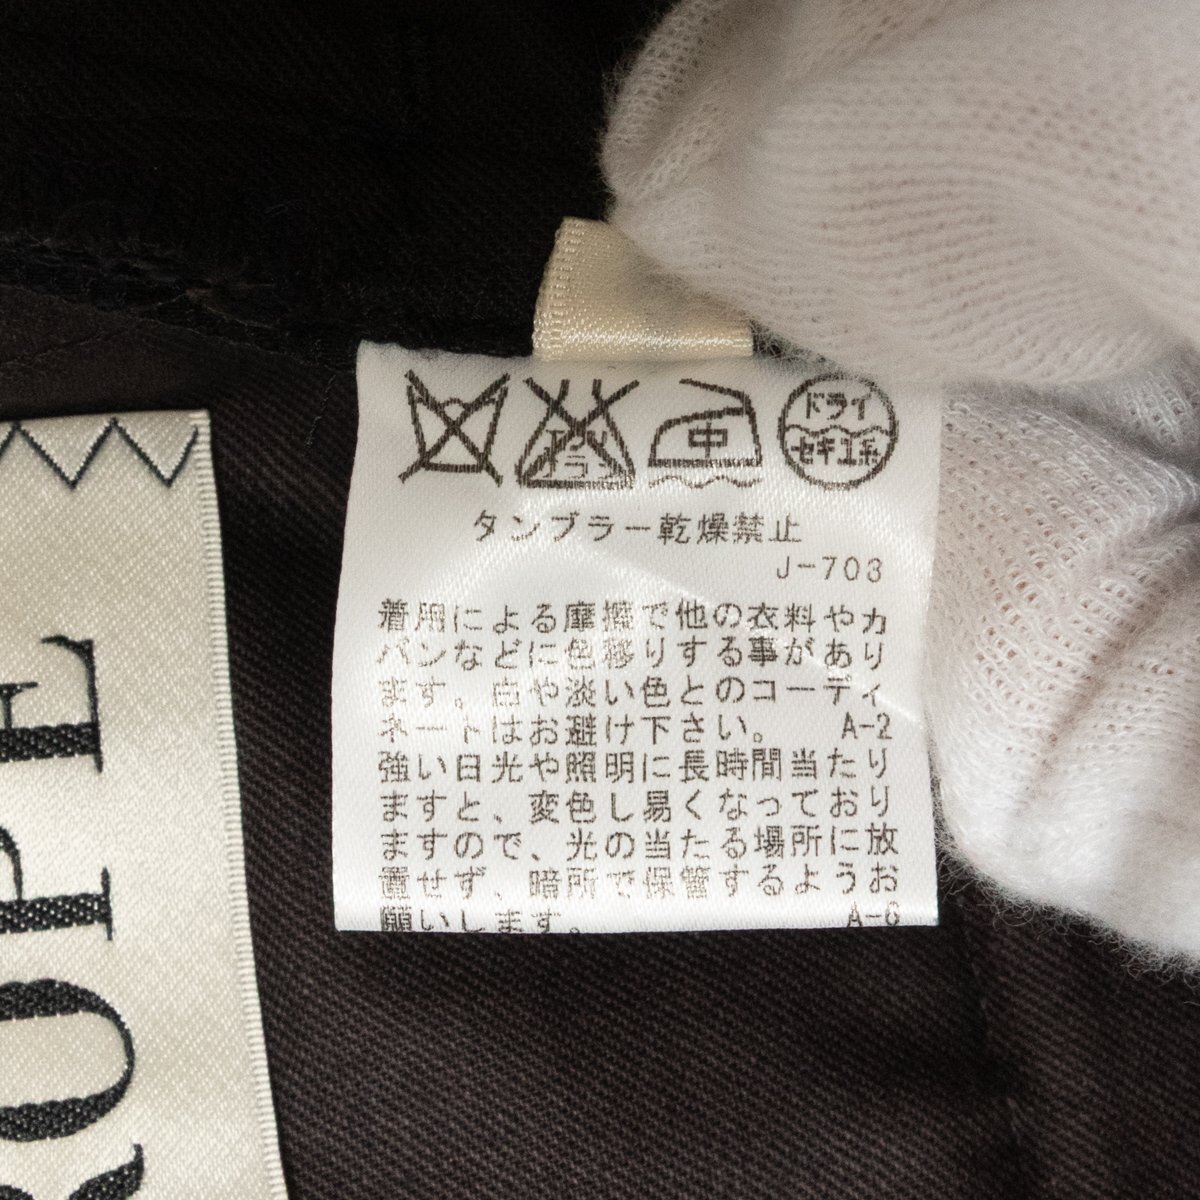 中
ドライ
セキユ系
タンブラー乾燥禁止
J-703
着用による摩擦で他の衣料やカ
バンなどに色移りする事があり
ます。白や淡い色とのコーディ
ネートはお避け下さい。 A-2
強い日光や照明に長時間当たり
ますと、変色し易くなっており
ますので、光の当たる場所に放
置せず、暗所で保管するようお
願いします。 A-6
ROPE